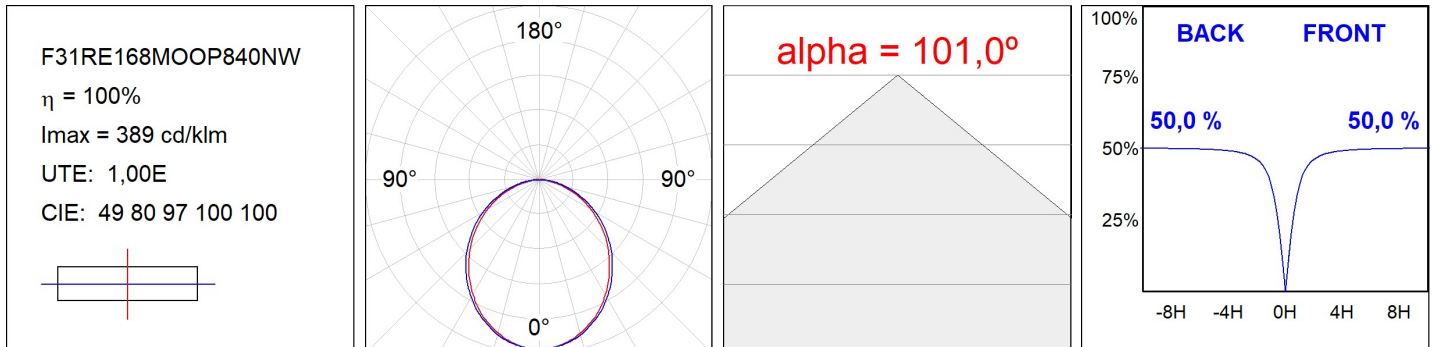 F31RE168MOOP840NW
η = 100%
Imax = 389 cd/klm
UTE: 1,00E
CIE: 49 80 97 100 100
180°
90° 90°
0°
alpha = 101,0º
100%
BACK FRONT
75%
50,0 % 50,0 %
50%
25%
-8H -4H 0H 4H 8H